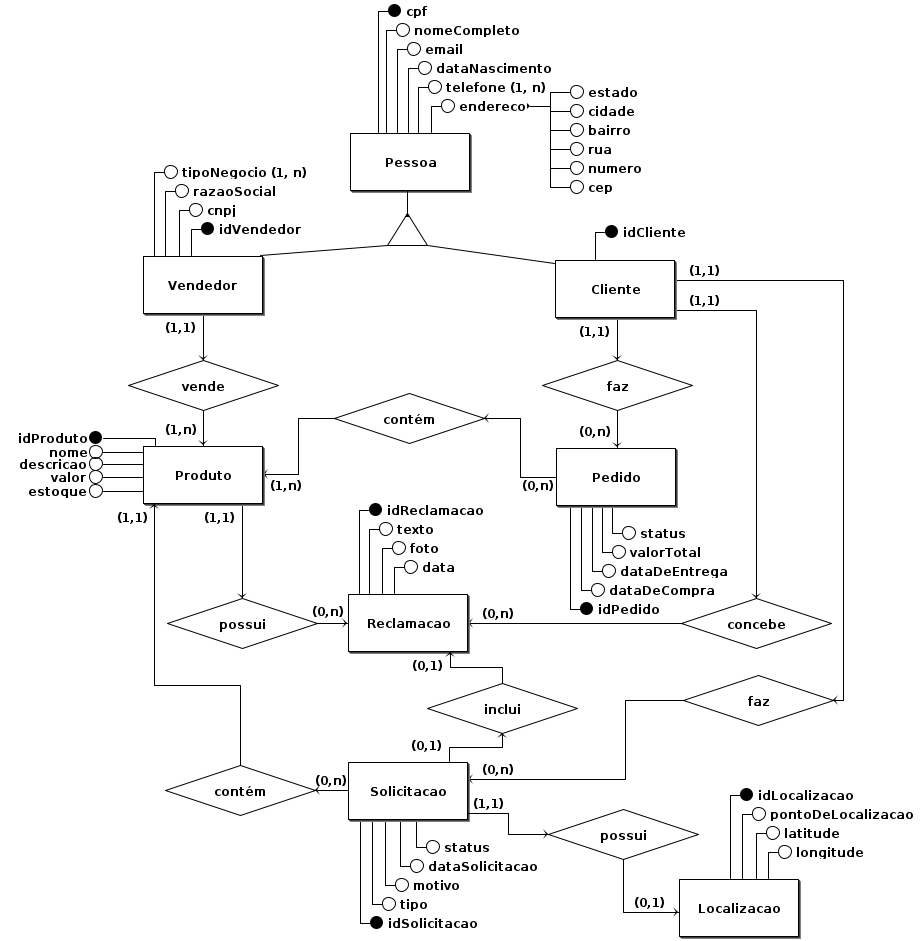 cpf
nomeCompleto
email
dataNascimento
telefone (1, n)
endereco
estado
cidade
bairro
rua
numero
cep
Pessoa
tipoNegocio (1, n)
razaoSocial
cnpj
idVendedor
Vendedor
idCliente
Cliente
(1,1)
(1,1)
(1,1)
(1,1)
vende
faz
(1,n)
(0,n)
contém
idProduto
nome
descricao
valor
estoque
Produto
(1,n)
(0,n)
Pedido
(1,1)
(1,1)
status
valorTotal
dataDeEntrega
dataDeCompra
idPedido
idReclamacao
texto
foto
data
possui
(0,n)
Reclamacao
(0,n)
concebe
(0,1)
inclui
faz
(0,1)
(0,n)
contém
(0,n)
Solicitacao
(1,1)
possui
status
dataSolicitacao
motivo
tipo
idSolicitacao
idLocalizacao
pontoDeLocalizacao
latitude
longitude
(0,1)
Localizacao